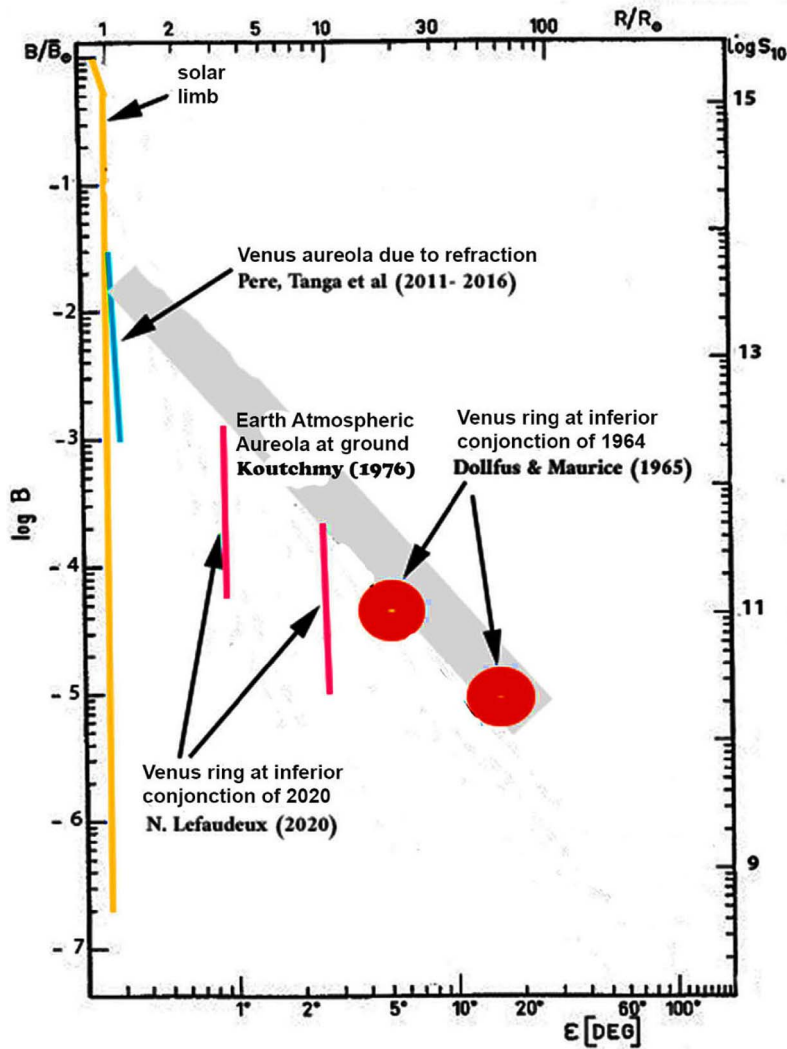 1 2 5 10 30 100 R/R⊙
B/B⊙
log S10
solar
limb
15
-1
Venus aureola due to refraction
Pere, Tanga et al (2011- 2016)
-2
13
-3
Earth Atmospheric
Aureola at ground
Koutchmy (1976)
Venus ring at inferior
conjonction of 1964
Dollfus & Maurice (1965)
log B
-4
11
-5
Venus ring at inferior
conjonction of 2020
N. Lefaudeux (2020)
-6
9
-7
1° 2° 5° 10° 20° 60° 100°
ε [DEG]